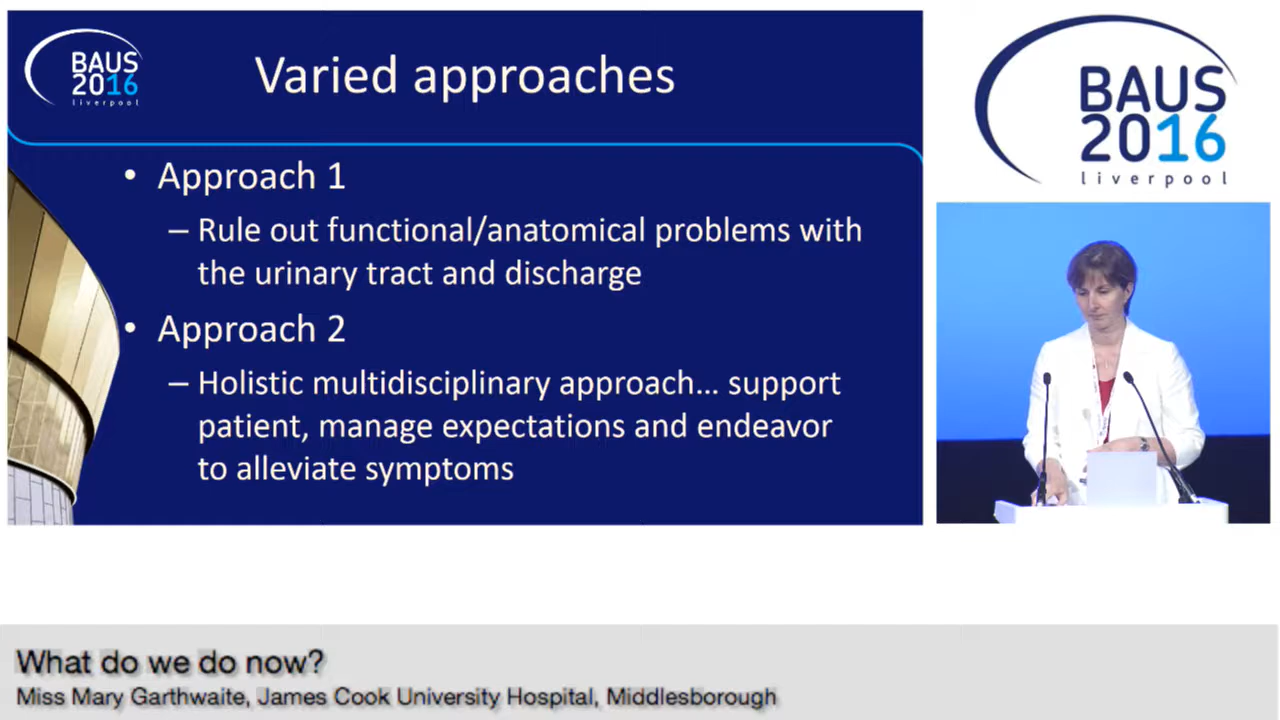 BAUS
2016
liverpool
Varied approaches
• Approach 1
– Rule out functional/anatomical problems with
the urinary tract and discharge
• Approach 2
– Holistic multidisciplinary approach... support
patient, manage expectations and endeavor
to alleviate symptoms
BAUS
2016
liverpool
What do we do now?
Miss Mary Garthwaite, James Cook University Hospital, Middlesborough